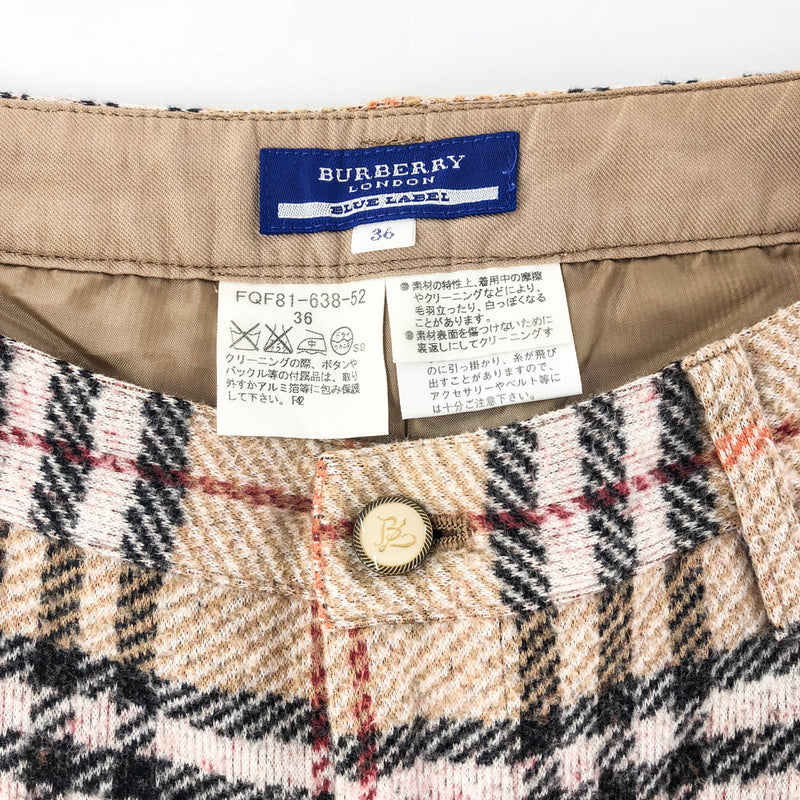 BURBERRY
LONDON
BLUE LABEL
36
FQF81-638-52
36
ドライ
SG
クリーニングの際、ボタンや
バックル等の付属品は、取り
外すかアルミ箔等に包み保護
して下さい。F42
◎素材の特性上、着用中の摩擦
やクリーニングなどにより、
毛羽立ったり、白っぽくなる
ことがあります。
◎素材表面を傷つけないために
裏返しにしてクリーニングす
のに引っ掛かり、糸が飛び
出すことがありますので、
アクセサリーやベルト等に
は十分ご注意下さい。